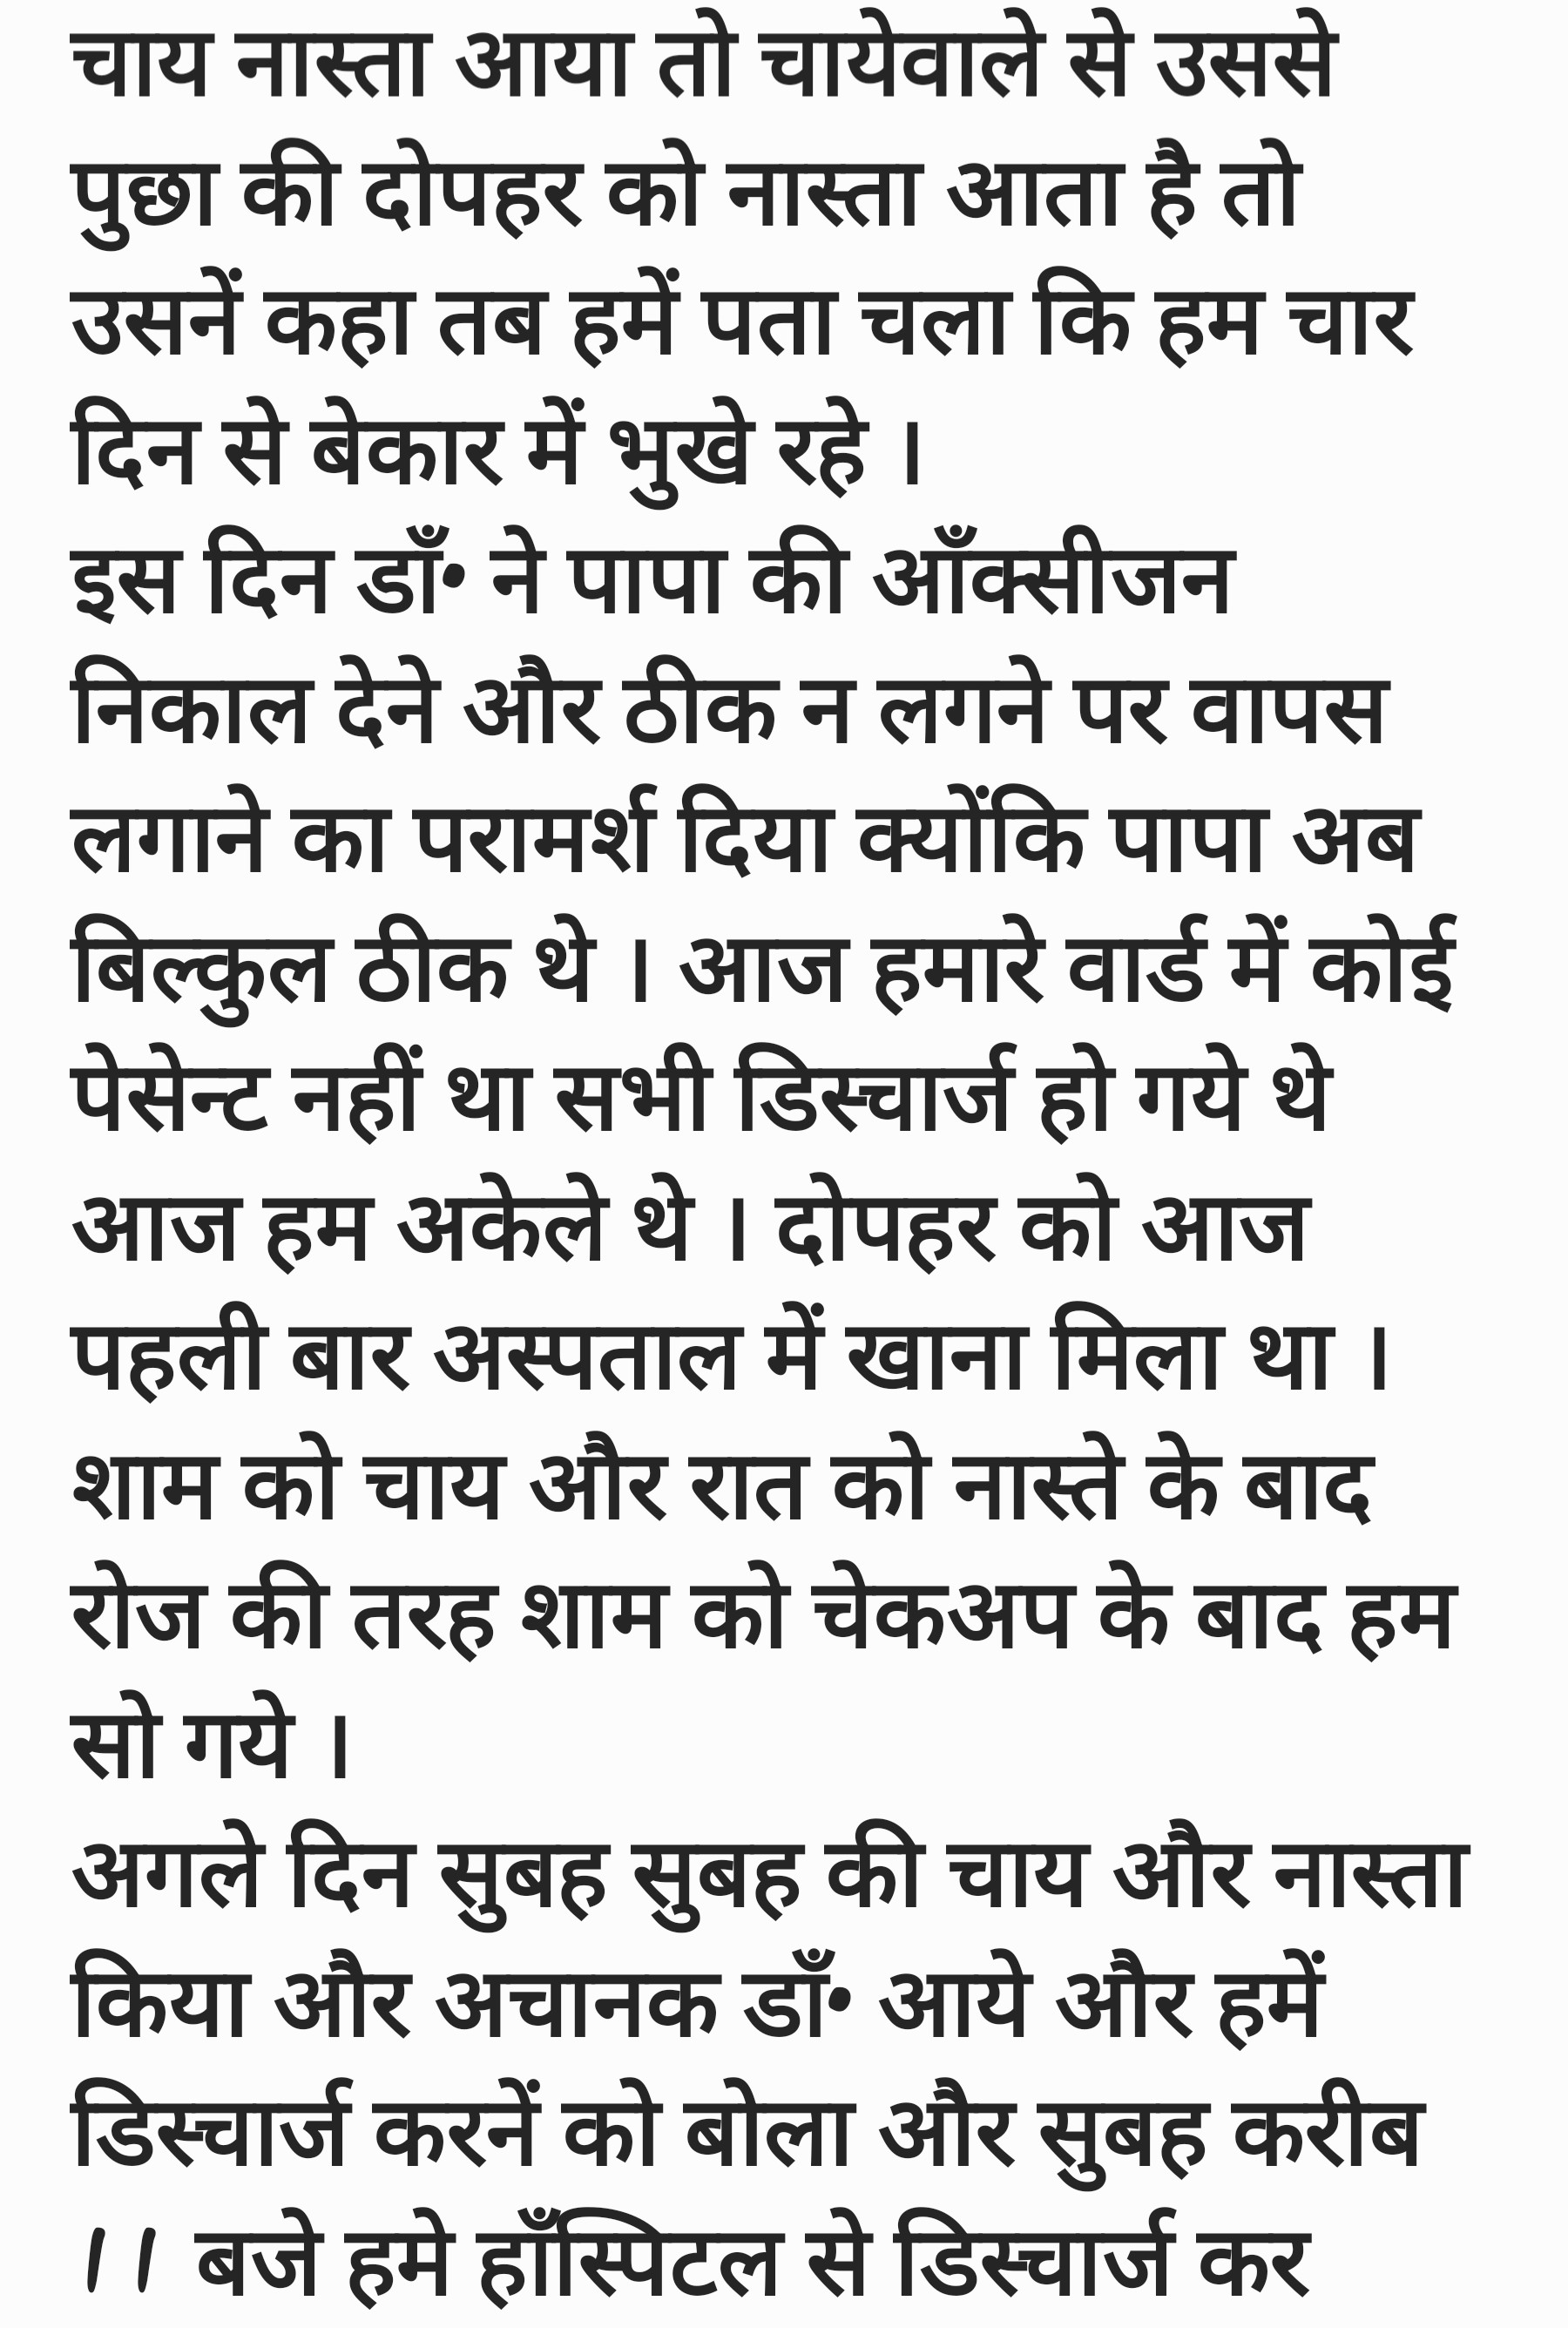 चाय नास्ता आया तो चायेवाले से उससे
पुछा की दोपहर को नास्ता आता है तो
उसनें कहा तब हमें पता चला कि हम चार
दिन से बेकार में भुखे रहे ।
इस दिन डाँ• ने पापा की आँक्सीजन
निकाल देने और ठीक न लगने पर वापस
लगाने का परामर्श दिया क्योंकि पापा अब
बिल्कुल ठीक थे । आज हमारे वार्ड में कोई
पेसेन्ट नहीं था सभी डिस्चार्ज हो गये थे
आज हम अकेले थे । दोपहर को आज
पहली बार अस्पताल में खाना मिला था ।
शाम को चाय और रात को नास्ते के बाद
रोज की तरह शाम को चेकअप के बाद हम
सो गये ।
अगले दिन सुबह सुबह की चाय और नास्ता
किया और अचानक डाँ• आये और हमें
डिस्चार्ज करनें को बोला और सुबह करीब
।। बजे हमे हाँस्पिटल से डिस्चार्ज कर